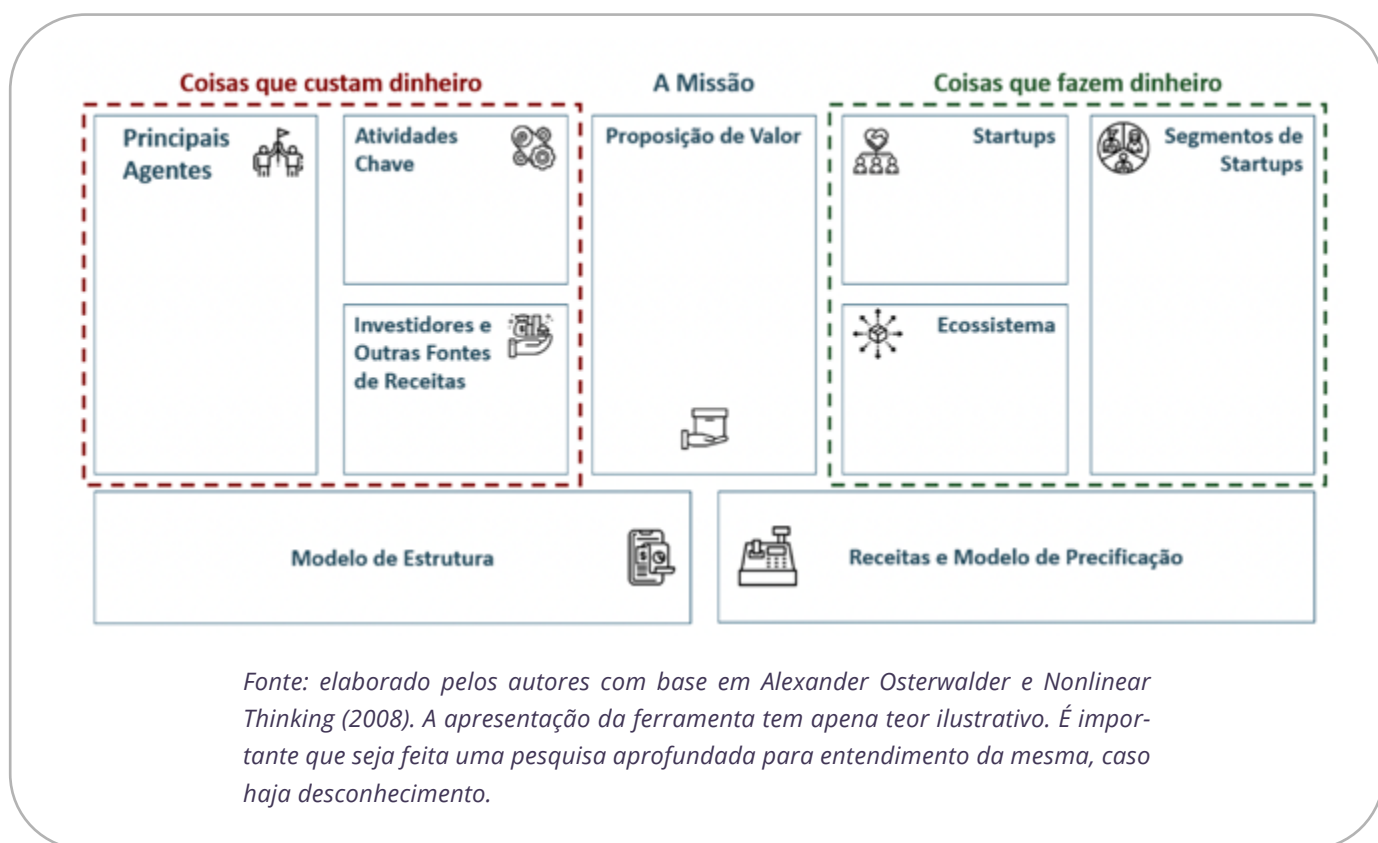 Coisas que custam dinheiro
A Missão
Coisas que fazem dinheiro
Principais
Agentes
Atividades
Chave
Investidores e
Outras Fontes
de Receitas
Proposição de Valor
Startups
Ecossistema
Segmentos de
Startups
Modelo de Estrutura
Receitas e Modelo de Precificação
Fonte: elaborado pelos autores com base em Alexander Osterwalder e Nonlinear
Thinking (2008). A apresentação da ferramenta tem apena teor ilustrativo. É impor-
tante que seja feita uma pesquisa aprofundada para entendimento da mesma, caso
haja desconhecimento.